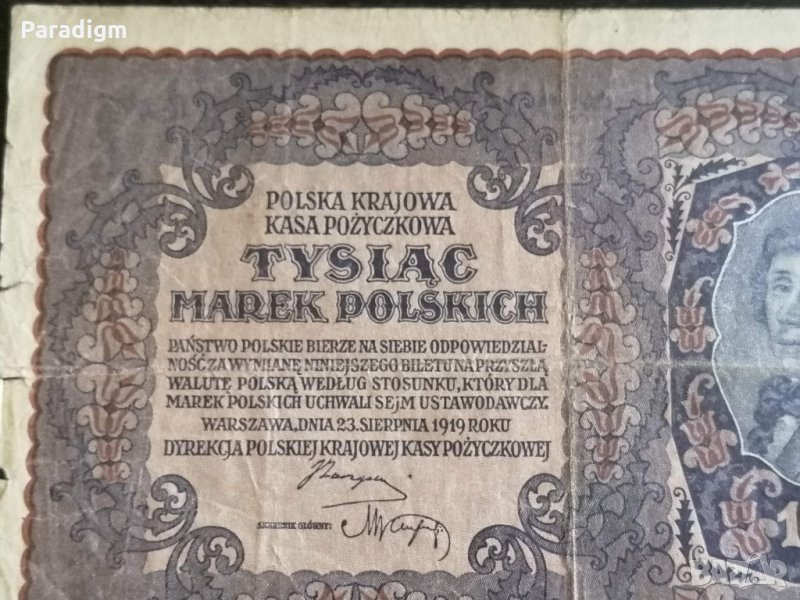 Paradigm
POLSKA KRAJOWA
KASA POŻYCZKOWA
TYSIĄC
MAREK POLSKICH
PAŃSTWO POLSKIE BIERZE NA SIEBIE ODPOWIEDZIAL-
NOŚĆ ZA WYMIANĘ NINIEJSZEGO BILETU NA PRZYSZŁĄ
WALUTĘ POLSKĄ WEDŁUG STOSUNKU, KTÓRY DLA
MAREK POLSKICH UCHWALI SEJM USTAWODAWCZY.
WARSZAWA, DNIA 23. SIERPNIA 1919 ROKU
DYREKCJA POLSKIEJ KRAJOWEJ KASY POŻYCZKOWEJ
SKARBNIK GŁÓWNY:
1
BAZAR